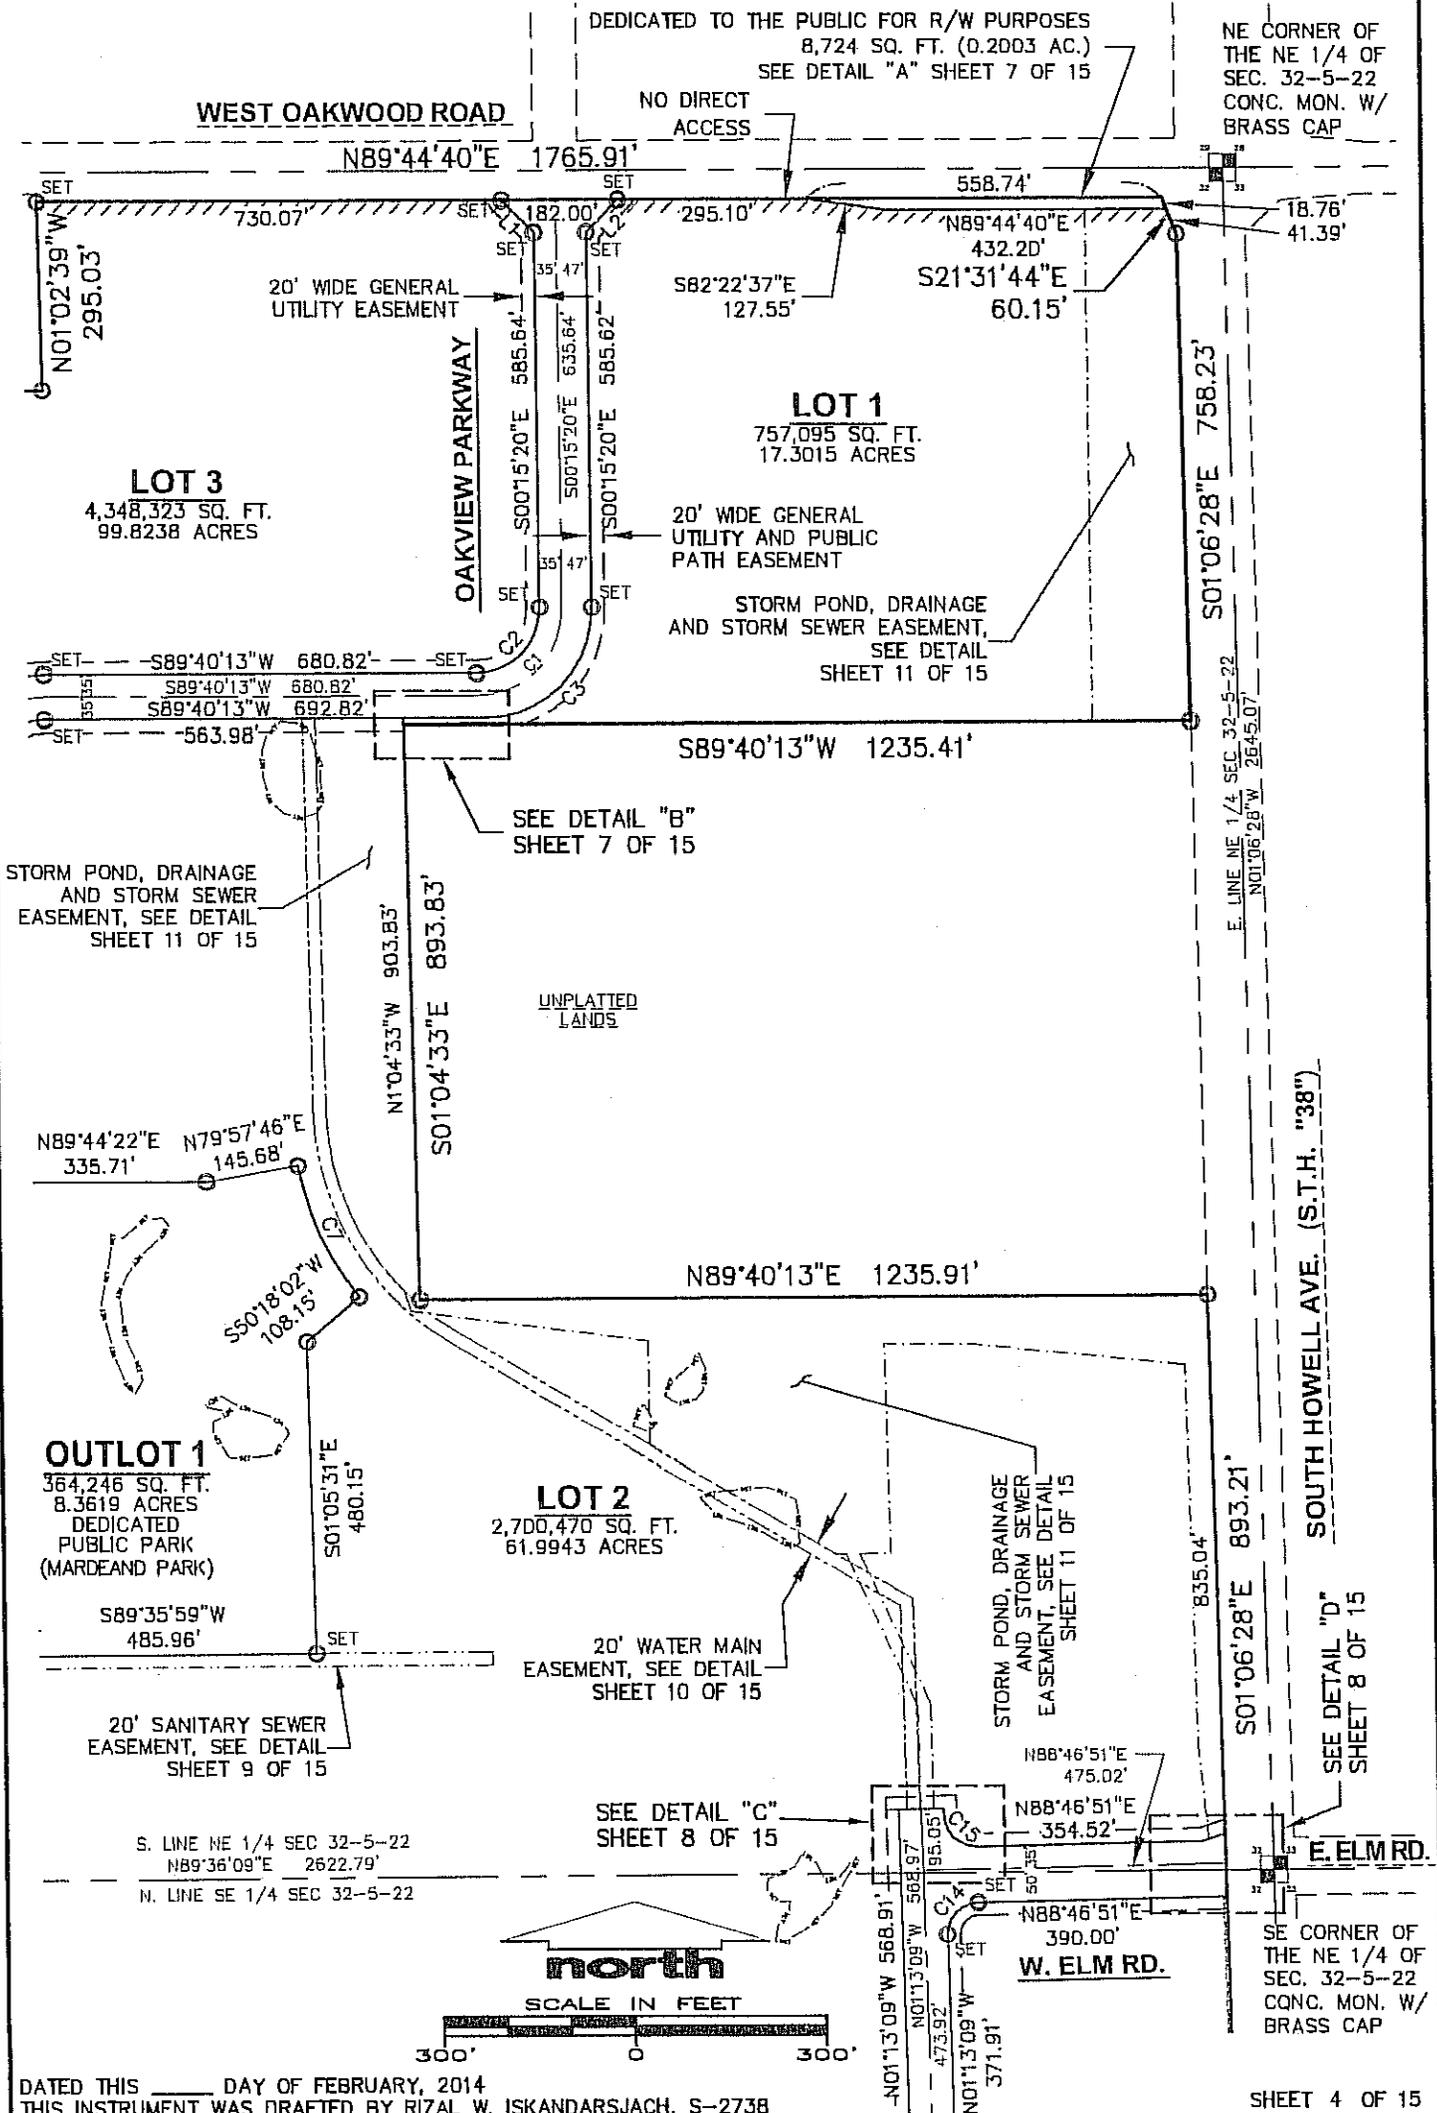 DEDICATED TO THE PUBLIC FOR R/W PURPOSES
8,724 SQ. FT. (0.2003 AC.)
SEE DETAIL "A" SHEET 7 OF 15
NE CORNER OF
THE NE 1/4 OF
SEC. 32-5-22
CONC. MON. W/
BRASS CAP
NO DIRECT
ACCESS
WEST OAKWOOD ROAD
N89°44'40"E 1765.91'
29 28
32 33
SET
SET
558.74'
730.07'
SET
182.00'
295.10'
L1
L2
N89°44'40"E
432.20'
18.76'
41.39'
N01°02'39"W
295.03'
SET
SET
35' 47'
20' WIDE GENERAL
UTILITY EASEMENT
S82°22'37"E
127.55'
S21°31'44"E
60.15'
OAKVIEW PARKWAY
S00°15'20"E 585.64'
S00°15'20"E 635.64'
S00°15'20"E 585.62'
LOT 1
757,095 SQ. FT.
17.3015 ACRES
S01°06'28"E 758.23'
LOT 3
4,348,323 SQ. FT.
99.8238 ACRES
20' WIDE GENERAL
UTILITY AND PUBLIC
PATH EASEMENT
35' 47'
SET
SET
STORM POND, DRAINAGE
AND STORM SEWER EASEMENT,
SEE DETAIL
SHEET 11 OF 15
C2
C1
C3
SET
S89°40'13"W 680.82'
SET
S89°40'13"W 680.82'
35' 35'
S89°40'13"W 692.82'
SET
563.98'
S89°40'13"W 1235.41'
E. LINE NE 1/4 SEC 32-5-22
N01°06'28"W 2645.07'
SEE DETAIL "B"
SHEET 7 OF 15
STORM POND, DRAINAGE
AND STORM SEWER
EASEMENT, SEE DETAIL
SHEET 11 OF 15
N1°04'33"W 903.83'
S01°04'33"E 893.83'
UNPLATTED
LANDS
N89°44'22"E
335.71'
N79°57'46"E
145.68'
C7
S50°18'02"W
108.15'
N89°40'13"E 1235.91'
SOUTH HOWELL AVE. (S.T.H. "38")
OUTLOT 1
364,246 SQ. FT.
8.3619 ACRES
DEDICATED
PUBLIC PARK
(MARDEAND PARK)
S01°05'31"E
480.15'
LOT 2
2,700,470 SQ. FT.
61.9943 ACRES
STORM POND, DRAINAGE
AND STORM SEWER
EASEMENT, SEE DETAIL
SHEET 11 OF 15
835.04'
S01°06'28"E 893.21'
SEE DETAIL "D"
SHEET 8 OF 15
S89°35'59"W
485.96'
SET
20' WATER MAIN
EASEMENT, SEE DETAIL
SHEET 10 OF 15
20' SANITARY SEWER
EASEMENT, SEE DETAIL
SHEET 9 OF 15
N88°46'51"E
475.02'
SEE DETAIL "C"
SHEET 8 OF 15
C15
N88°46'51"E
354.52'
S. LINE NE 1/4 SEC 32-5-22
N89°36'09"E 2622.79'
N. LINE SE 1/4 SEC 32-5-22
95.05'
50' 35'
E. ELM RD.
32 33
C14
SET
SET
N88°46'51"E
390.00'
W. ELM RD.
SE CORNER OF
THE NE 1/4 OF
SEC. 32-5-22
CONC. MON. W/
BRASS CAP
N01°13'09"W 568.91'
N01°13'09"W 568.97'
473.92'
N01°13'09"W
371.91'
north
SCALE IN FEET
300' 0 300'
DATED THIS _____ DAY OF FEBRUARY, 2014
THIS INSTRUMENT WAS DRAFTED BY RIZAL W. ISKANDARSJACH, S-2738
SHEET 4 OF 15